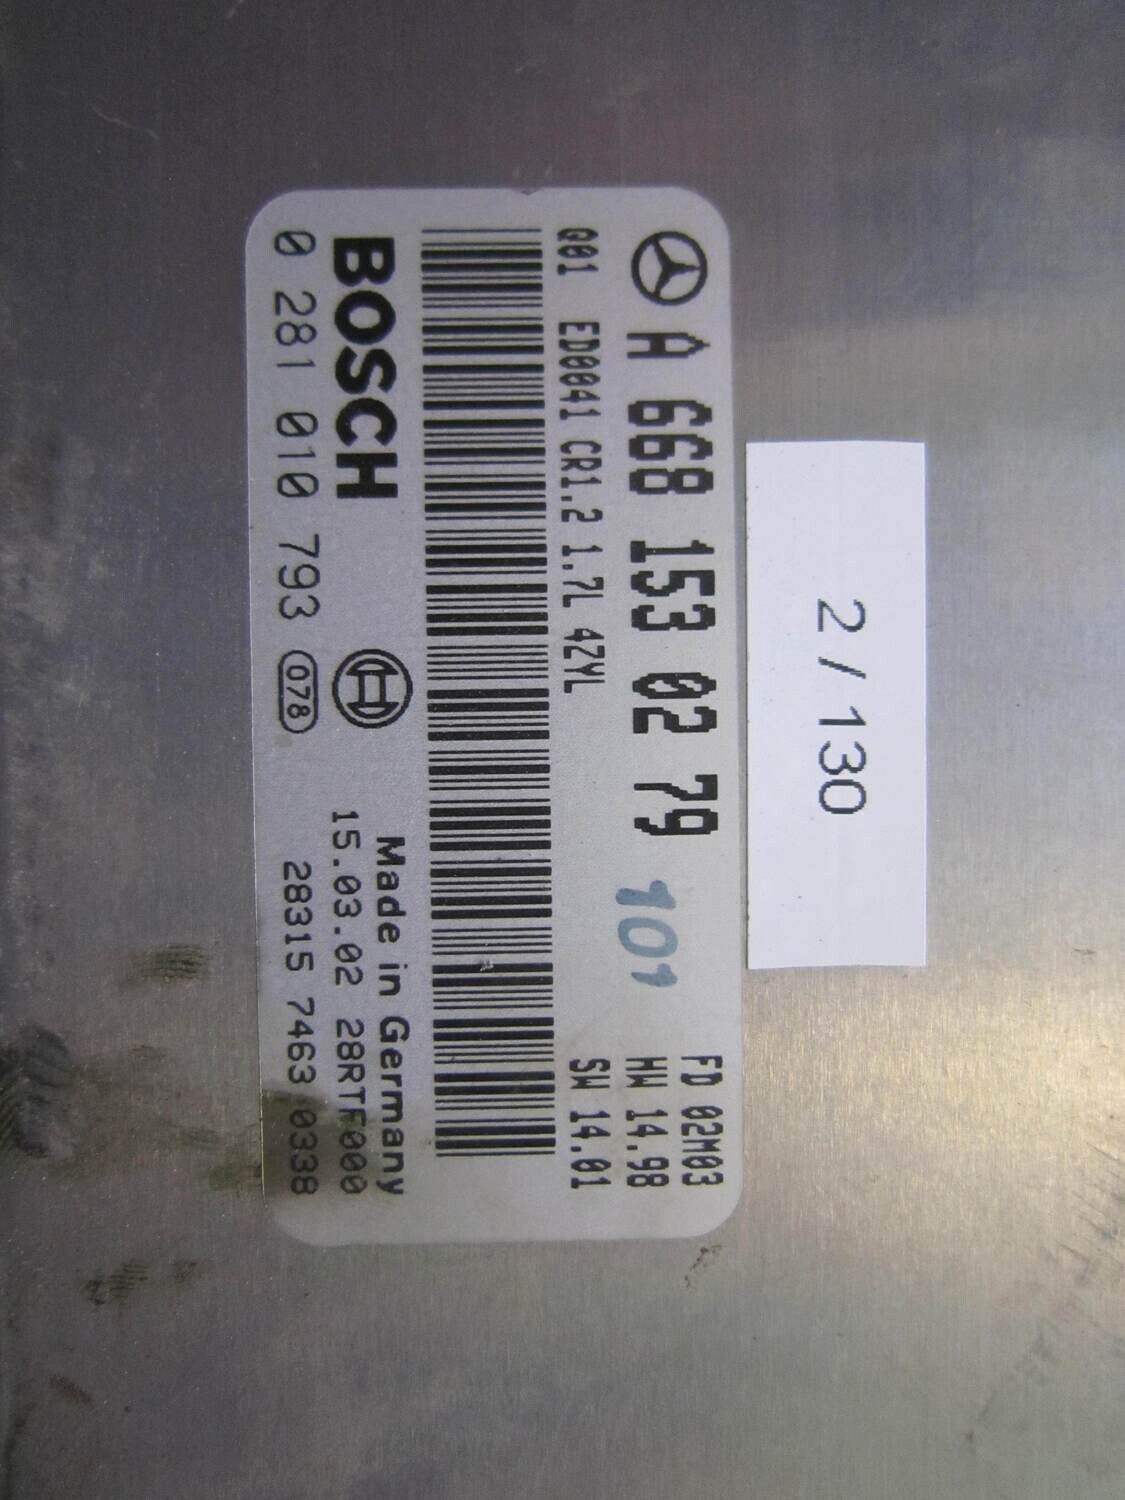 A 668 153 02 79
101
FD 02M03
HW 14.98
SW 14.01
Q01 ED0041 CR1.2 1.7L 4ZYL
BOSCH
Made in Germany
15.03.02 28RTF000
0 281 010 793 078
28315 7463 0338
2/130